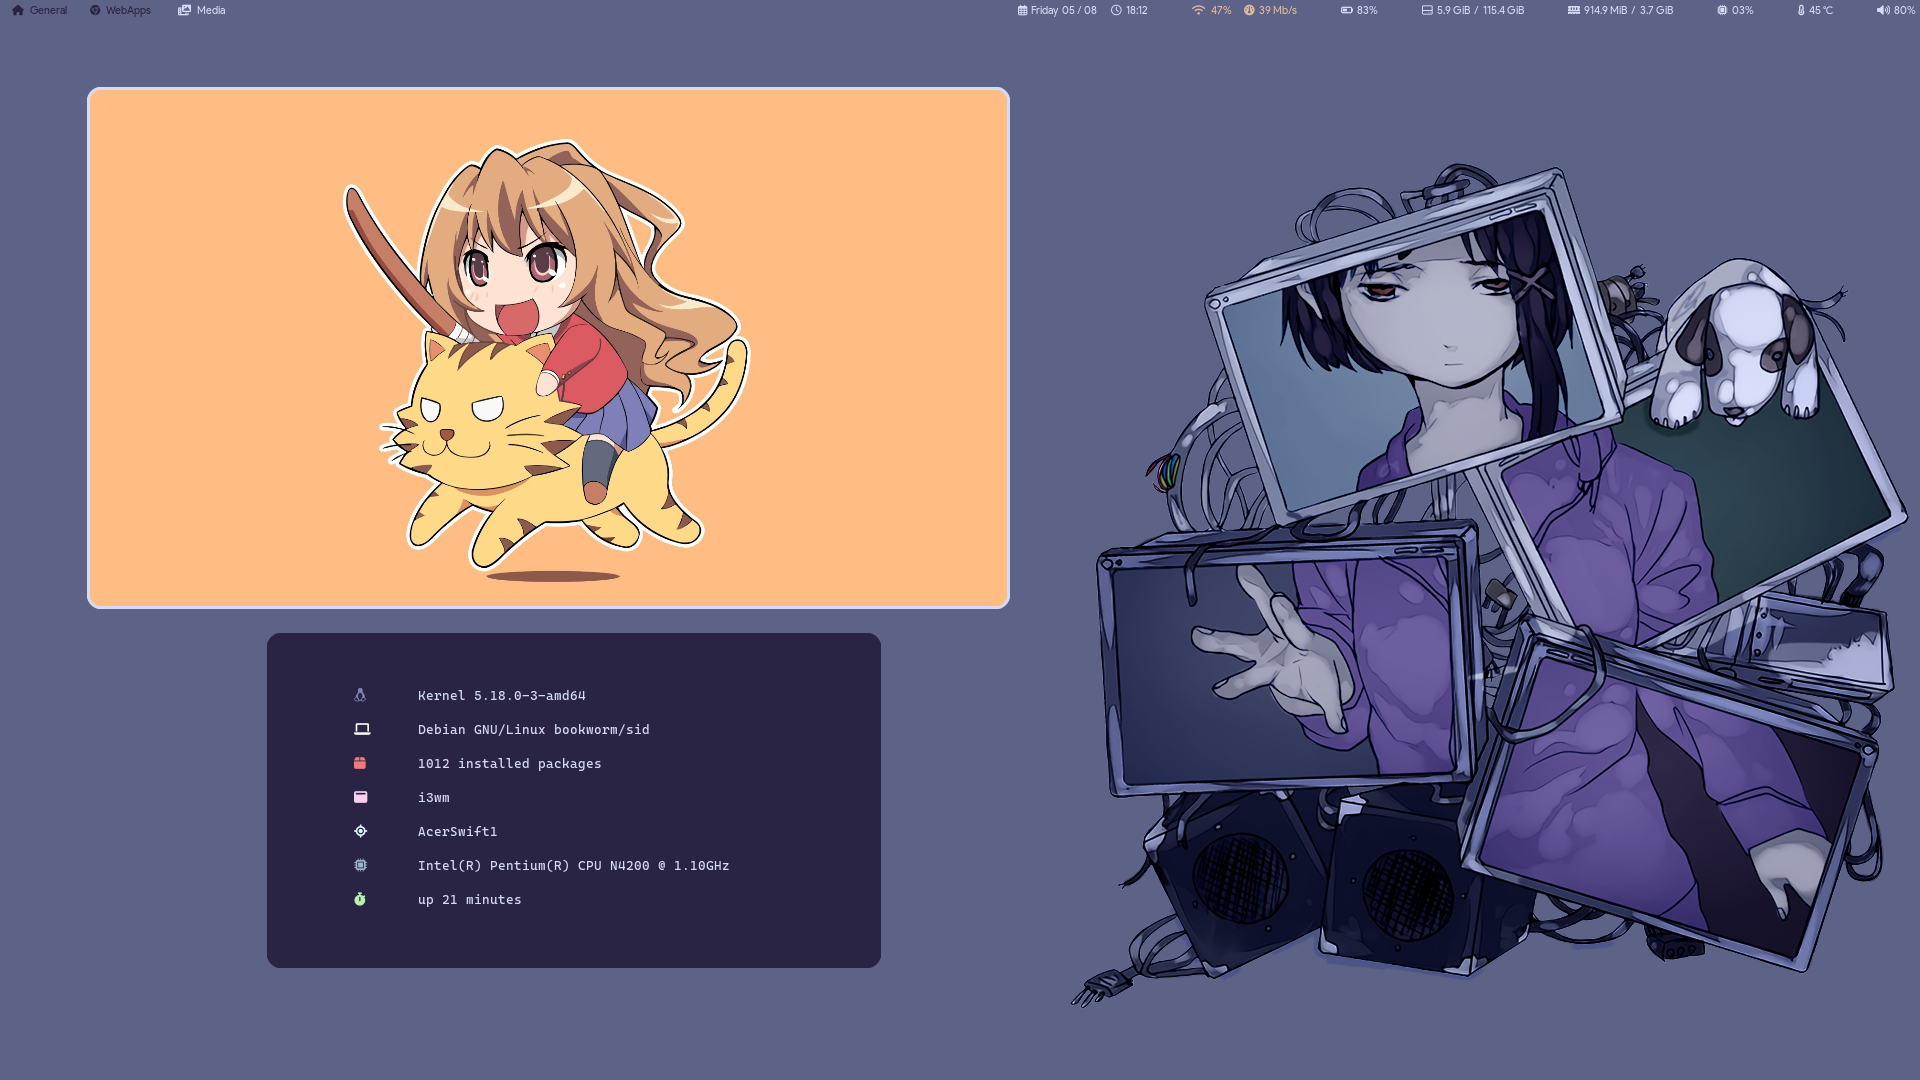 General WebApps Media Friday 05 / 08 18:12 47% 39 Mb/s 83% 5.9 GiB / 115.4 GiB 914.9 MiB / 3.7 GiB 03% 45 °C 80%
Kernel 5.18.0-3-amd64
Debian GNU/Linux bookworm/sid
1012 installed packages
i3wm
AcerSwift1
Intel(R) Pentium(R) CPU N4200 @ 1.10GHz
up 21 minutes